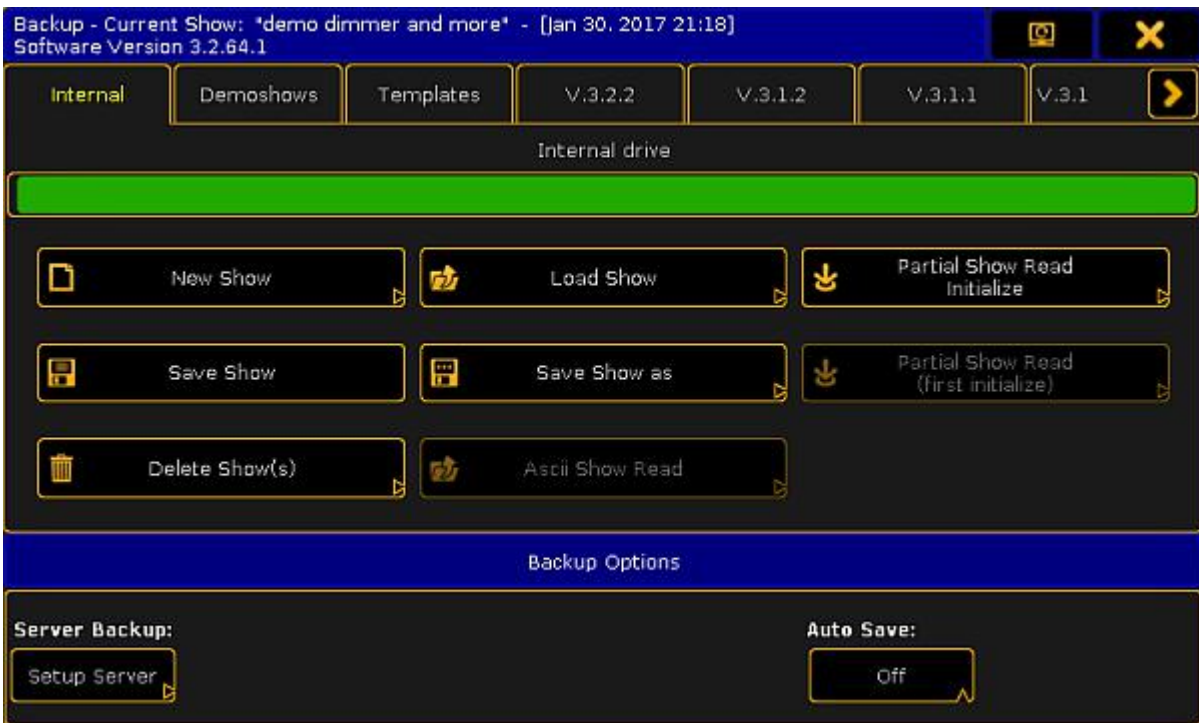 Backup - Current Show: "demo dimmer and more" - [Jan 30. 2017 21:18]
Software Version 3.2.64.1
Internal
Demoshows
Templates
V.3.2.2
V.3.1.2
V.3.1.1
V.3.1
Internal drive
New Show
Load Show
Partial Show Read
Initialize
Save Show
Save Show as
Partial Show Read
(first initialize)
Delete Show(s)
Ascii Show Read
Backup Options
Server Backup:
Auto Save:
Setup Server
Off